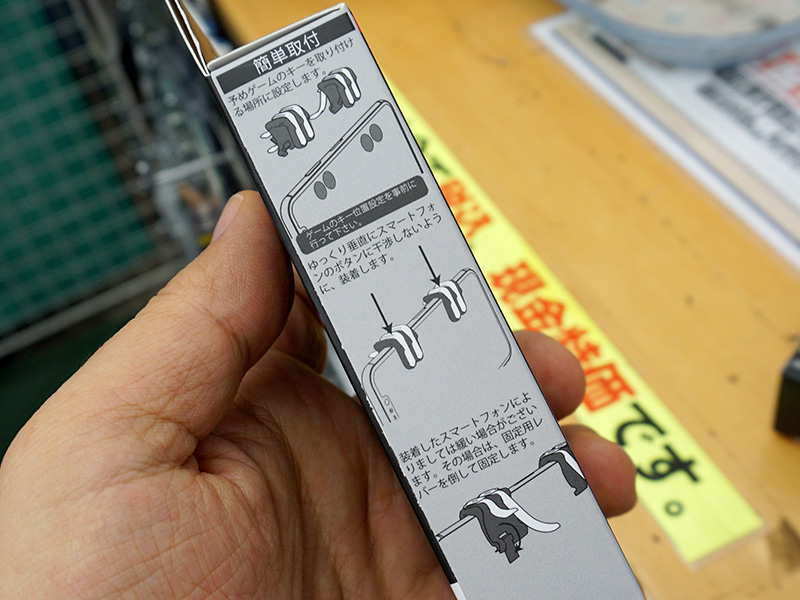 簡単取付
予めゲームのキーを取り付け
る場所に設定します。
ゲームのキー位置設定を事前に
行って下さい。
ゆっくり垂直にスマートフォ
ンのボタンに干渉しないよう
に、装着します。
装着したスマートフォンによ
りましては緩い場合がござい
ます。その場合は、固定用レ
バーを倒して固定します。
税込 現金特価です。